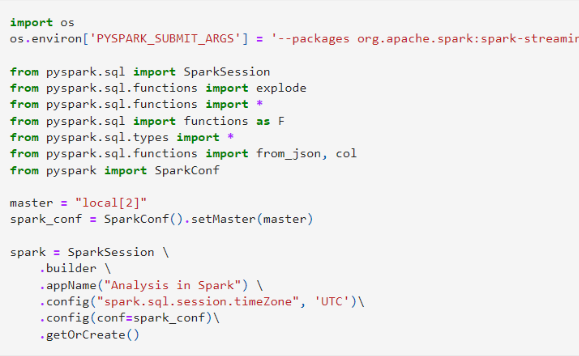 import os
os.environ['PYSPARK_SUBMIT_ARGS'] = '--packages org.apache.spark:spark-streamin
from pyspark.sql import SparkSession
from pyspark.sql.functions import explode
from pyspark.sql.functions import *
from pyspark.sql import functions as F
from pyspark.sql.types import *
from pyspark.sql.functions import from_json, col
from pyspark import SparkConf
master = "local[2]"
spark_conf = SparkConf().setMaster(master)
spark = SparkSession \
    .builder \
    .appName("Analysis in Spark") \
    .config("spark.sql.session.timeZone", 'UTC')\
    .config(conf=spark_conf)\
    .getOrCreate()